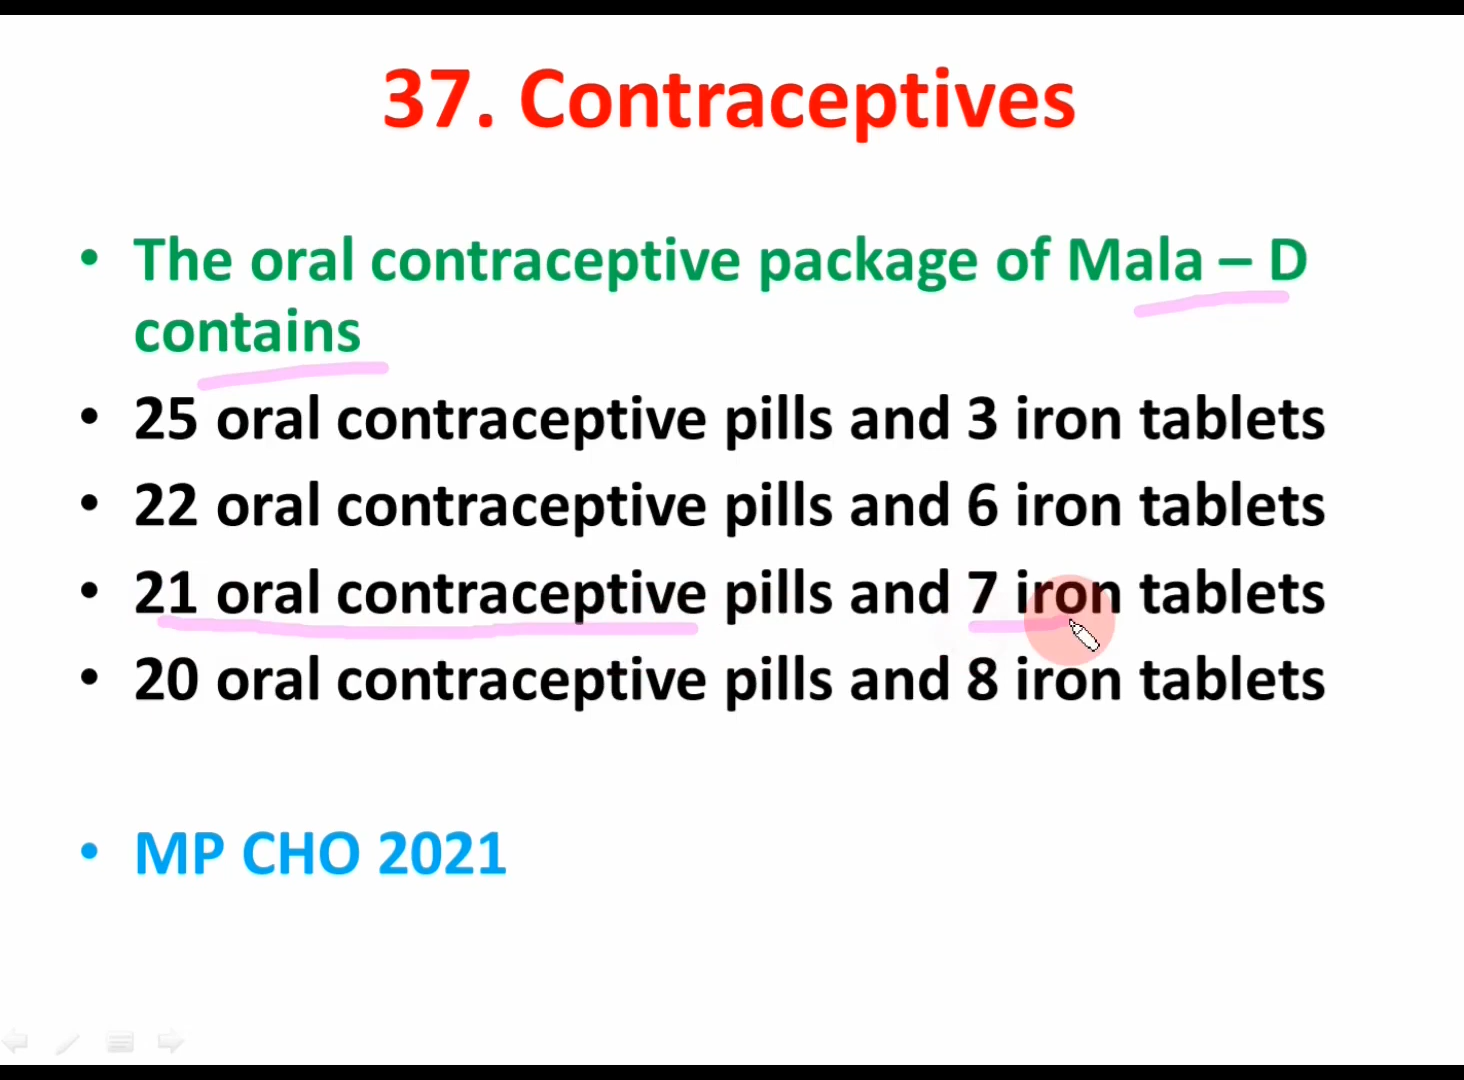 37. Contraceptives
• The oral contraceptive package of Mala – D
contains
• 25 oral contraceptive pills and 3 iron tablets
• 22 oral contraceptive pills and 6 iron tablets
• 21 oral contraceptive pills and 7 iron tablets
• 20 oral contraceptive pills and 8 iron tablets
• MP CHO 2021